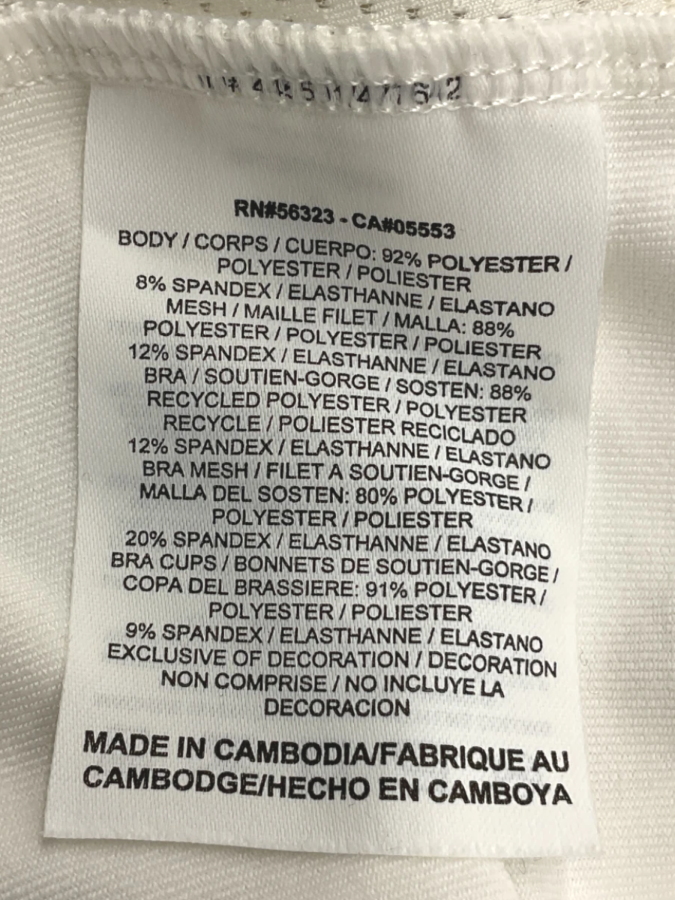 RN#56323 - CA#05553
BODY / CORPS / CUERPO: 92% POLYESTER /
POLYESTER / POLIESTER
8% SPANDEX / ELASTHANNE / ELASTANO
MESH / MAILLE FILET / MALLA: 88%
POLYESTER / POLYESTER / POLIESTER
12% SPANDEX / ELASTHANNE / ELASTANO
BRA / SOUTIEN-GORGE / SOSTEN: 88%
RECYCLED POLYESTER / POLYESTER
RECYCLE / POLIESTER RECICLADO
12% SPANDEX / ELASTHANNE / ELASTANO
BRA MESH / FILET A SOUTIEN-GORGE /
MALLA DEL SOSTEN: 80% POLYESTER /
POLYESTER / POLIESTER
20% SPANDEX / ELASTHANNE / ELASTANO
BRA CUPS / BONNETS DE SOUTIEN-GORGE /
COPA DEL BRASSIERE: 91% POLYESTER /
POLYESTER / POLIESTER
9% SPANDEX / ELASTHANNE / ELASTANO
EXCLUSIVE OF DECORATION / DECORATION
NON COMPRISE / NO INCLUYE LA
DECORACION
MADE IN CAMBODIA/FABRIQUE AU
CAMBODGE/HECHO EN CAMBOYA